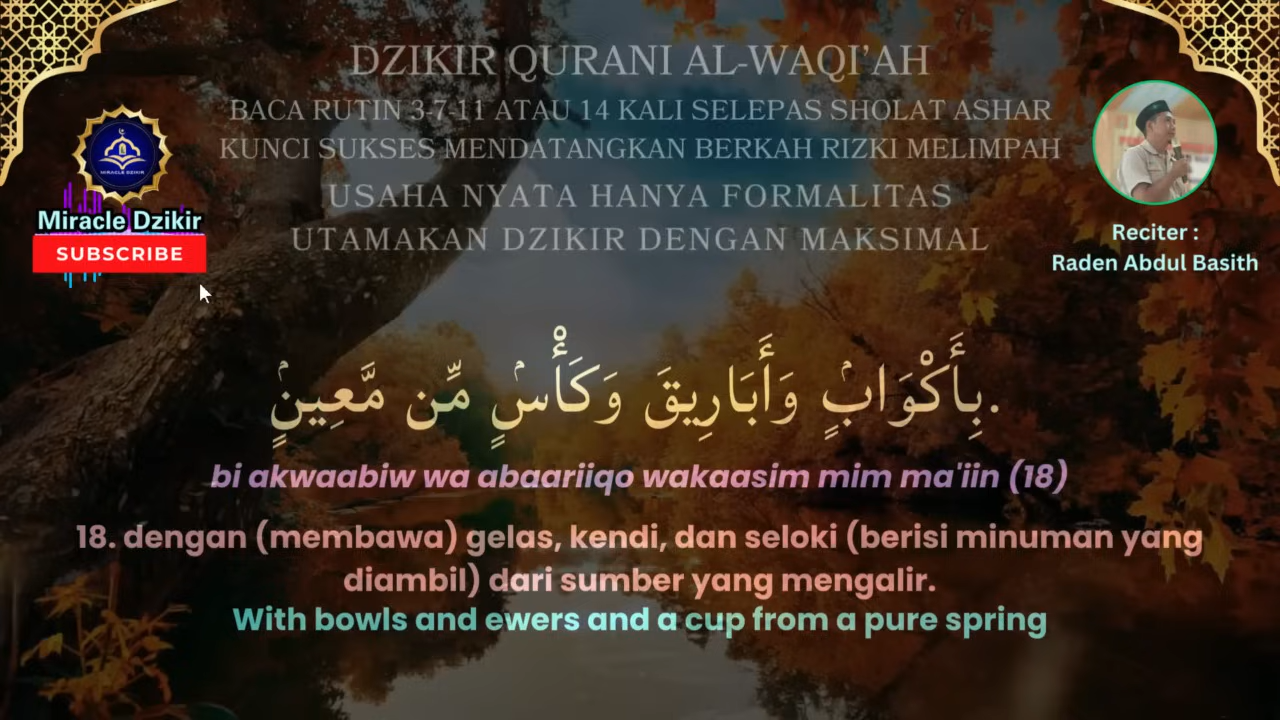 DZIKIR QURANI AL-WAQI'AH
BACA RUTIN 3-7-11 ATAU 14 KALI SELEPAS SHOLAT ASHAR
KUNCI SUKSES MENDATANGKAN BERKAH RIZKI MELIMPAH
USAHA NYATA HANYA FORMALITAS
UTAMAKAN DZIKIR DENGAN MAKSIMAL
MIRACLE DZIKIR
Miracle Dzikir
SUBSCRIBE
Reciter :
Raden Abdul Basith
.بِأَكْوَابٍۢ وَأَبَارِيقَ وَكَأْسٍۢ مِّن مَّعِينٍۢ
bi akwaabiw wa abaariiqo wakaasim mim ma'iin (18)
18. dengan (membawa) gelas, kendi, dan seloki (berisi minuman yang
diambil) dari sumber yang mengalir.
With bowls and ewers and a cup from a pure spring